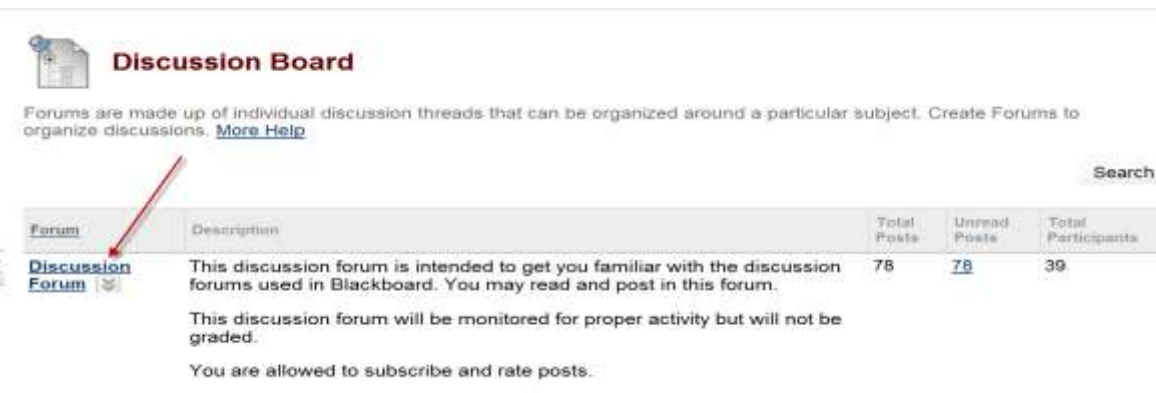 Discussion Board
Forums are made up of individual discussion threads that can be organized around a particular subject. Create Forums to
organize discussions. More Help
Search
Forum Description Total Posts Unread Posts Total Participants
Discussion Forum This discussion forum is intended to get you familiar with the discussion 78 78 39
forums used in Blackboard. You may read and post in this forum.
This discussion forum will be monitored for proper activity but will not be
graded.
You are allowed to subscribe and rate posts.